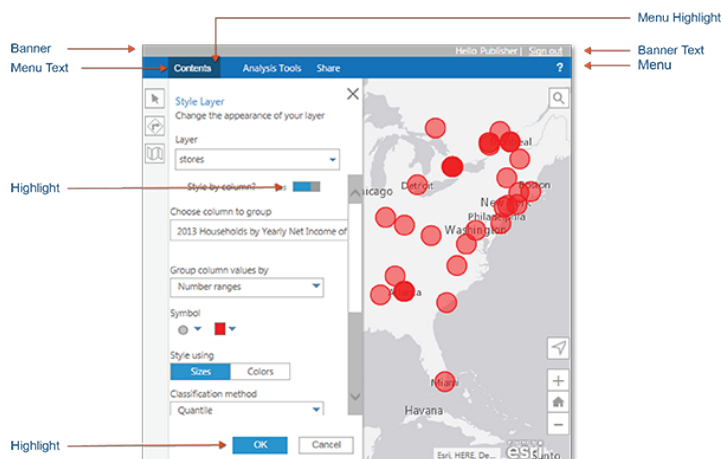 Menu Highlight
Banner
Hello Publisher | Sign out
Banner Text
Menu Text
Contents
Analysis Tools
Share
?
Menu
Style Layer
Change the appearance of your layer
Layer
stores
Highlight
Style by column?
Choose column to group
2013 Households by Yearly Net Income of
Group column values by
Number ranges
Symbol
Style using
Sizes
Colors
Classification method
Quantile
Highlight
OK
Cancel
Detroit
Boston
Philadelphia
Washington
Miami
Havana
Esri, HERE, De...
esri